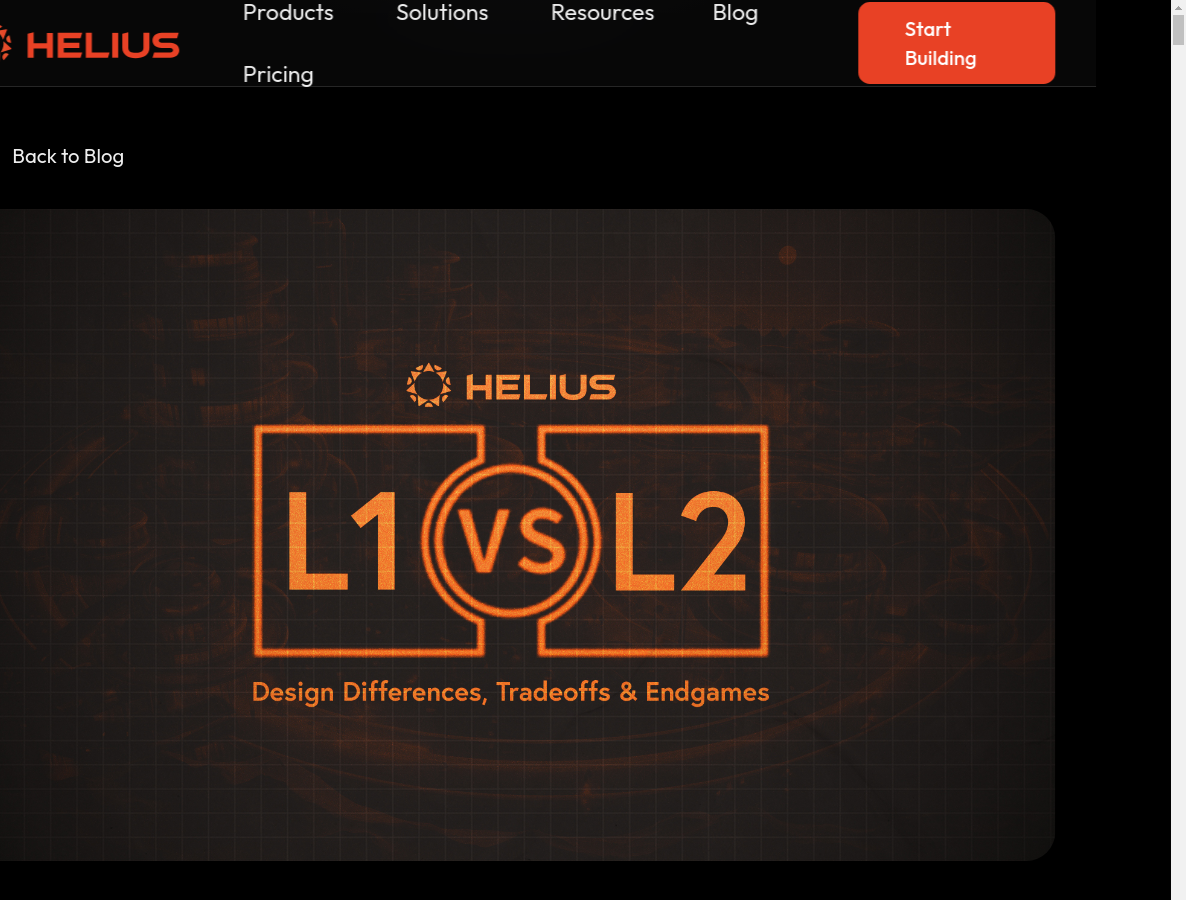 HELIUS
Products
Solutions
Resources
Blog
Pricing
Start
Building
Back to Blog
HELIUS
L1 VS L2
Design Differences, Tradeoffs & Endgames